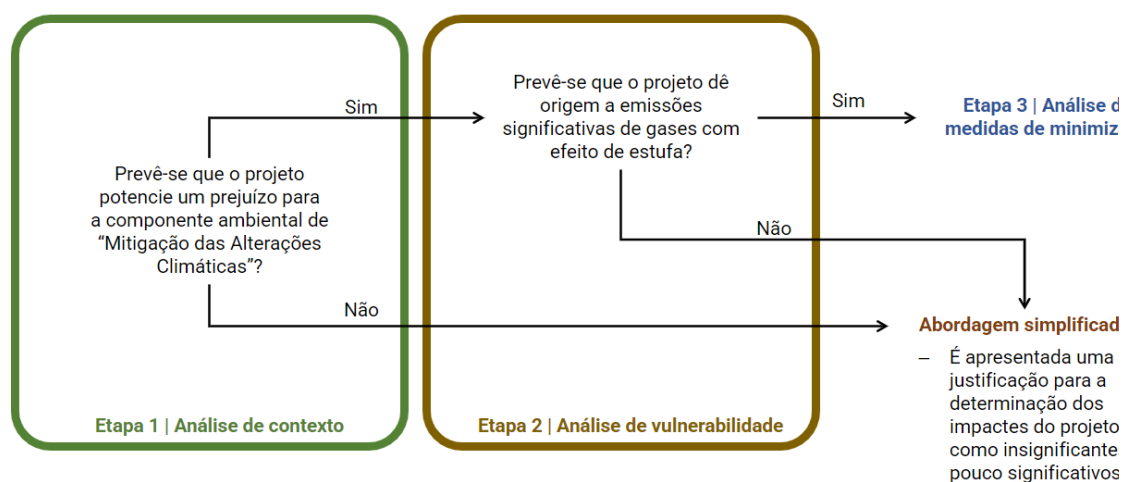 Prevê-se que o projeto
potencie um prejuízo para
a componente ambiental de
“Mitigação das Alterações
Climáticas”?
Sim
Não
Etapa 1 | Análise de contexto
Prevê-se que o projeto dê
origem a emissões
significativas de gases com
efeito de estufa?
Sim
Não
Etapa 2 | Análise de vulnerabilidade
Etapa 3 | Análise d
medidas de minimiz
Abordagem simplificad
– É apresentada uma
justificação para a
determinação dos
impactes do projeto
como insignificante
pouco significativos